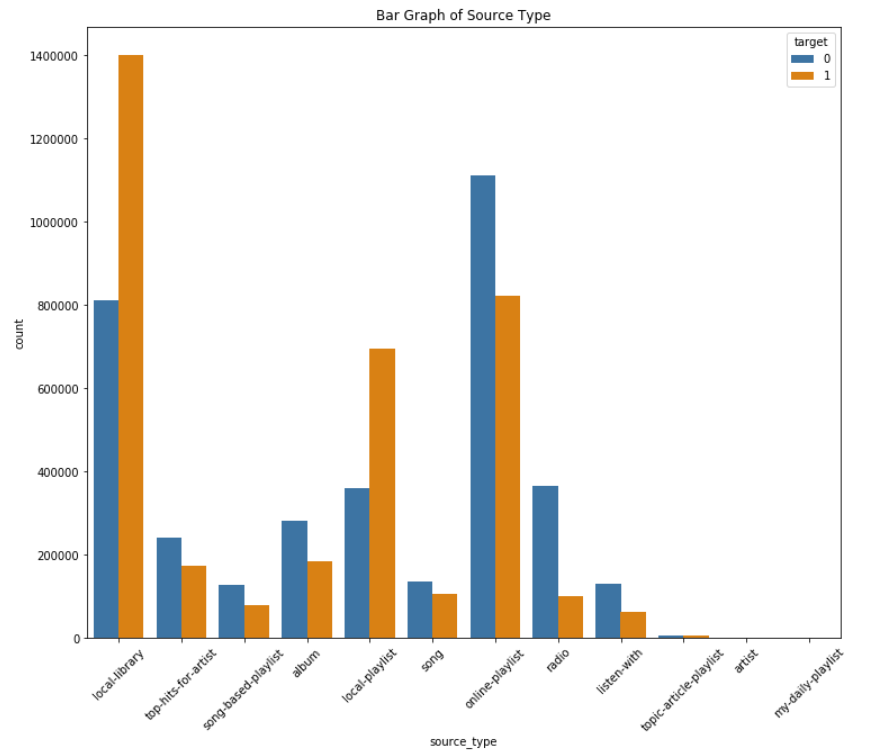 Bar Graph of Source Type
target
0
1
1400000
1200000
1000000
800000
600000
400000
200000
0
count
local-library
top-hits-for-artist
song-based-playlist
album
local-playlist
song
online-playlist
radio
listen-with
topic-article-playlist
artist
my-daily-playlist
source_type